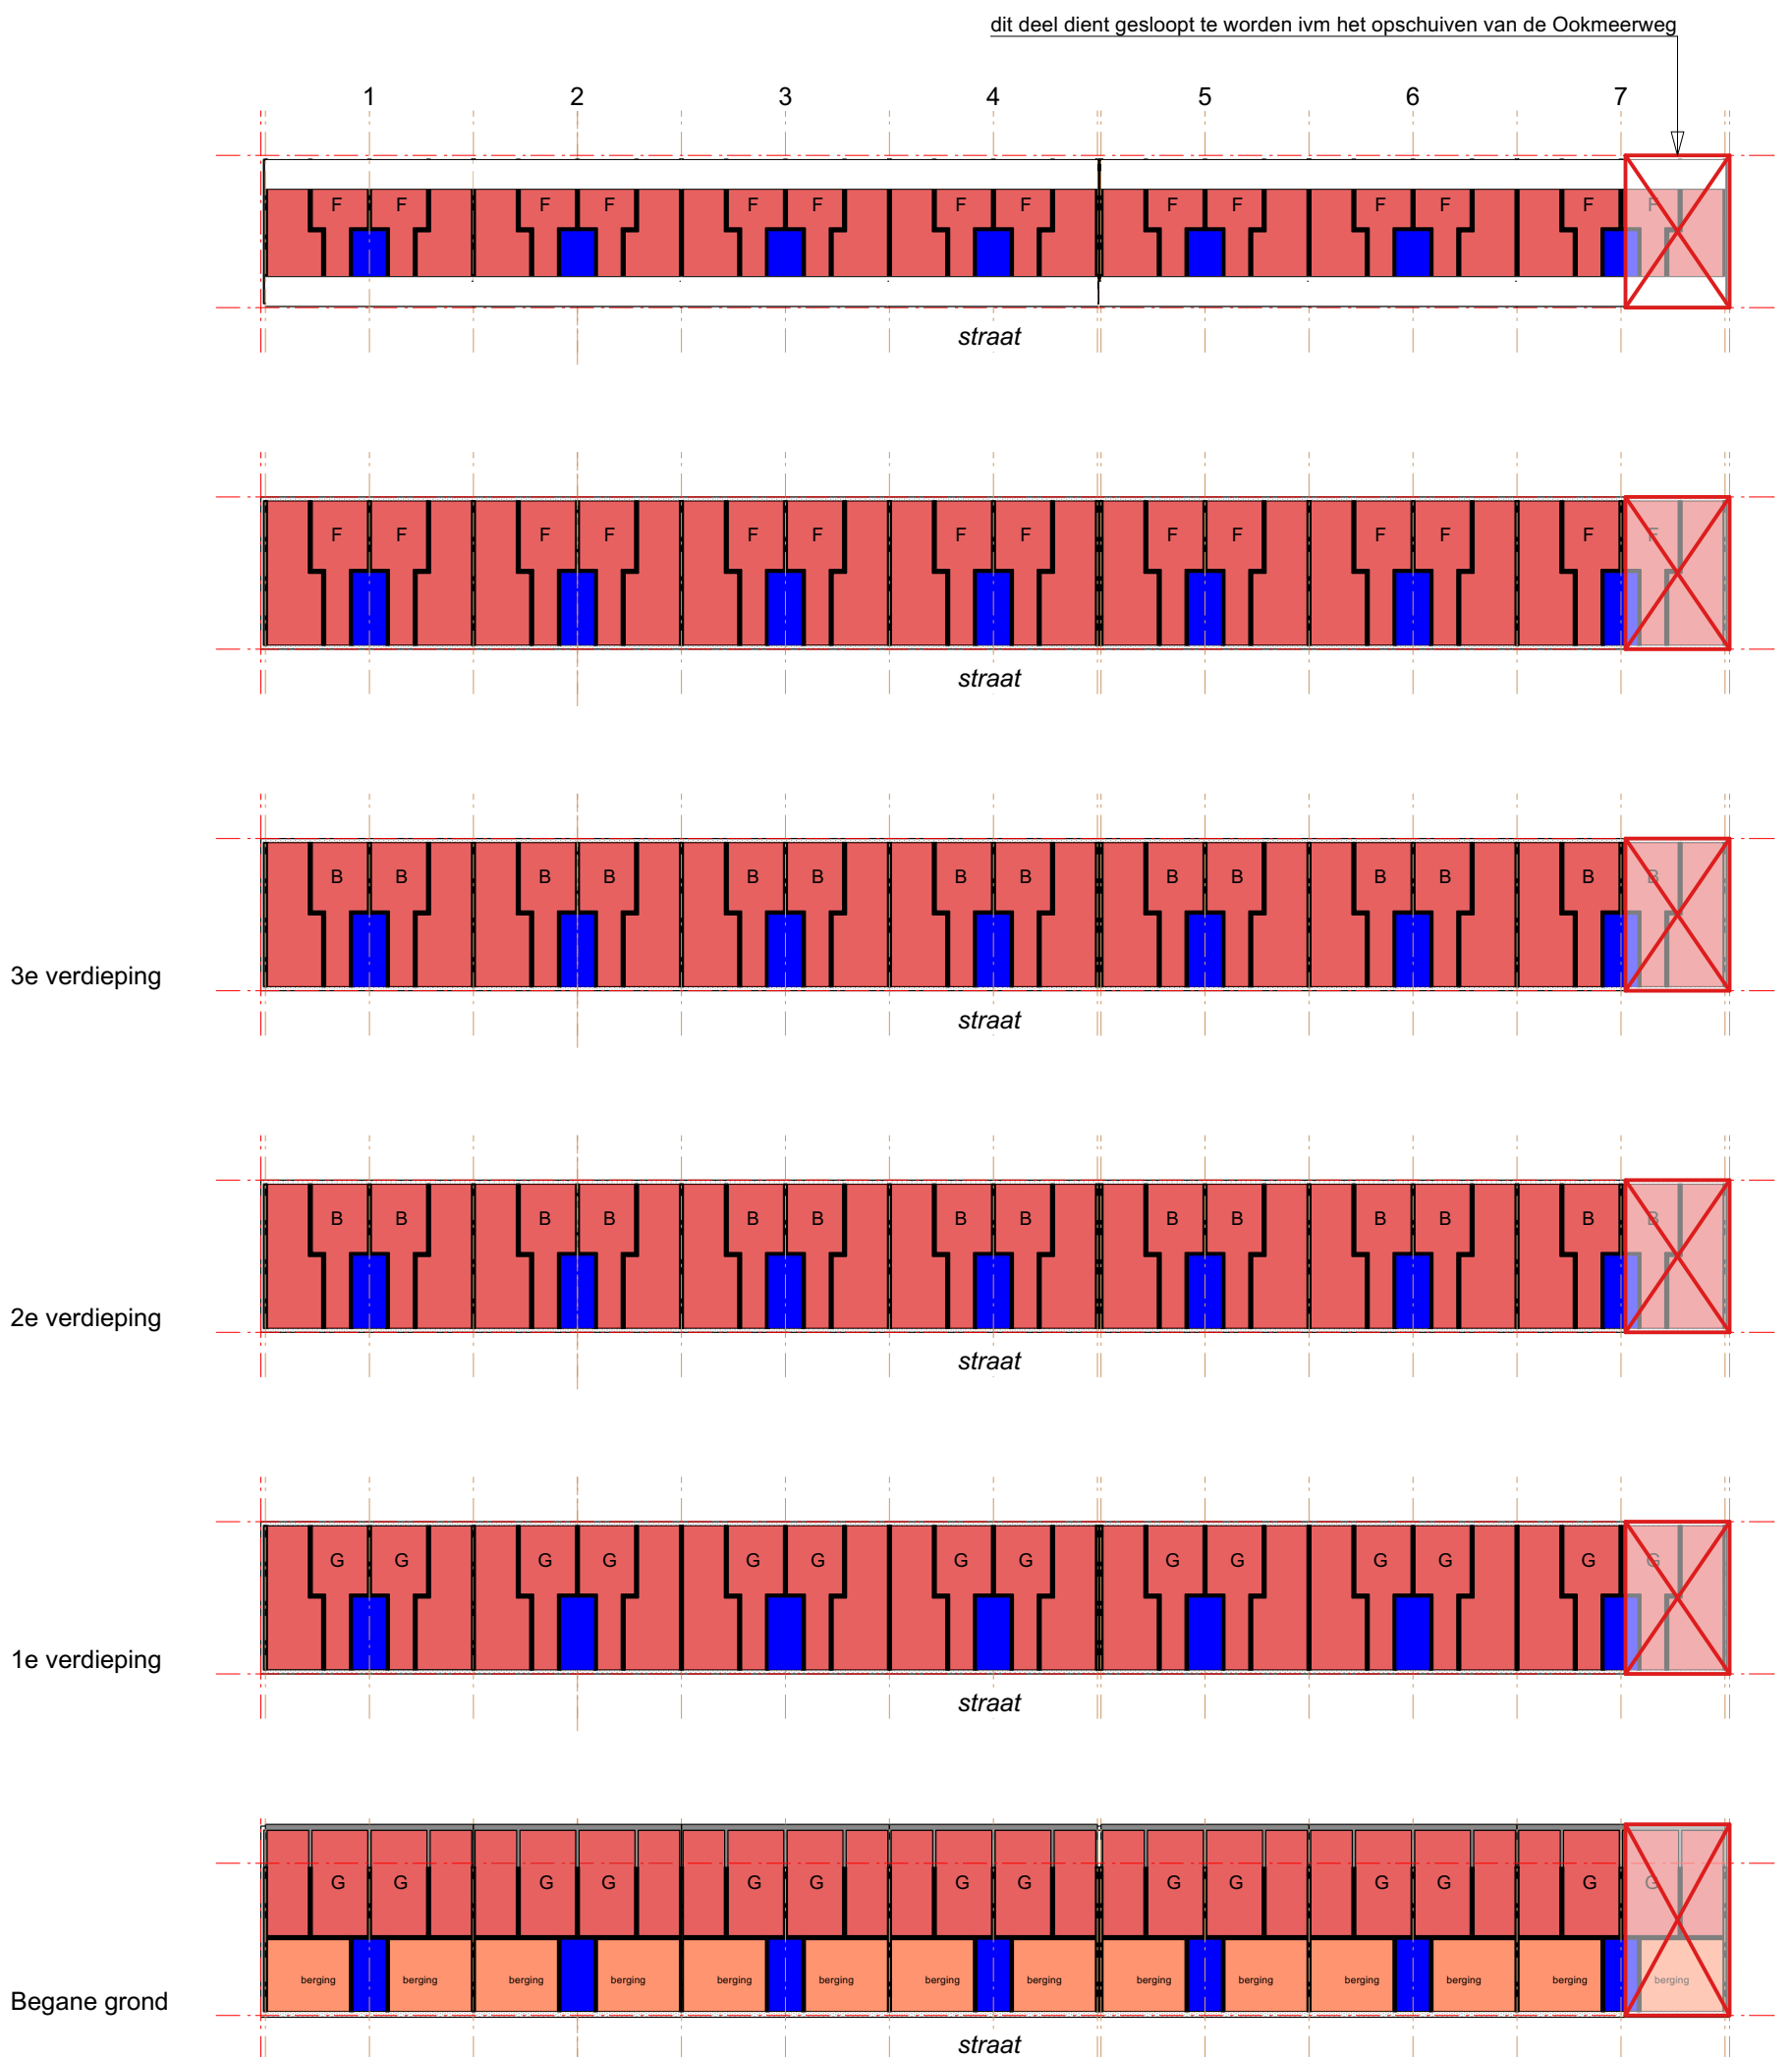 dit deel dient gesloopt te worden ivm het opschuiven van de Ookmeerweg
1 2 3 4 5 6 7
F F F F F F F F F F F F F F
straat
F F F F F F F F F F F F F F
straat
B B B B B B B B B B B B B B
3e verdieping
straat
B B B B B B B B B B B B B B
2e verdieping
straat
G G G G G G G G G G G G G G
1e verdieping
straat
G G G G G G G G G G G G G G
berging berging berging berging berging berging berging berging berging berging berging berging berging berging
Begane grond
straat